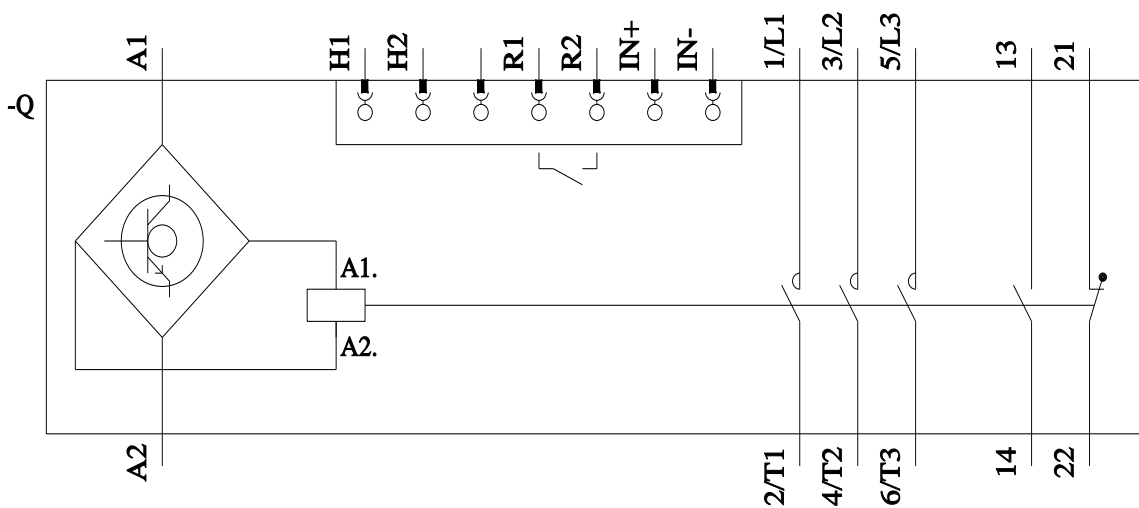 A1
H1
H2
R1
R2
IN+
IN-
1/L1
3/L2
5/L3
13
21
-Q
A1.
A2.
A2
2/T1
4/T2
6/T3
14
22